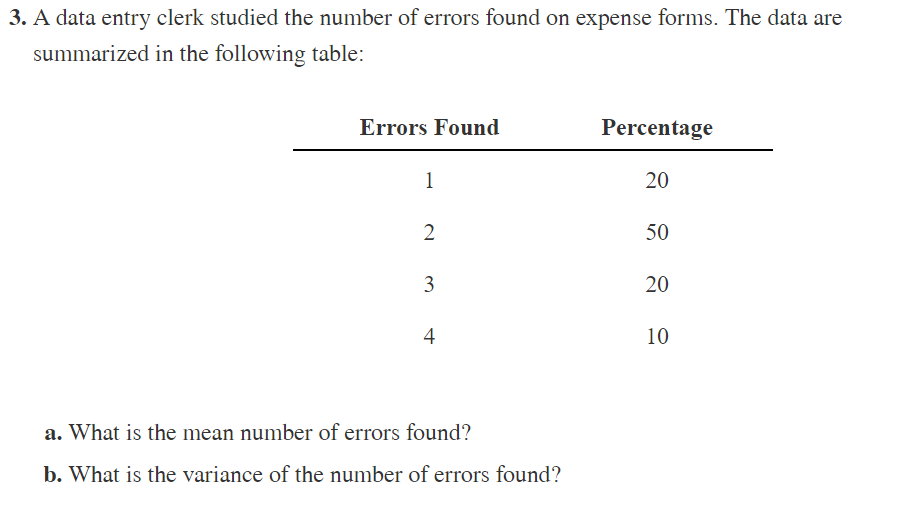 3. A data entry clerk studied the number of errors found on expense forms. The data are
summarized in the following table:
Errors Found Percentage
1 20
2 50
3 20
4 10
a. What is the mean number of errors found?
b. What is the variance of the number of errors found?